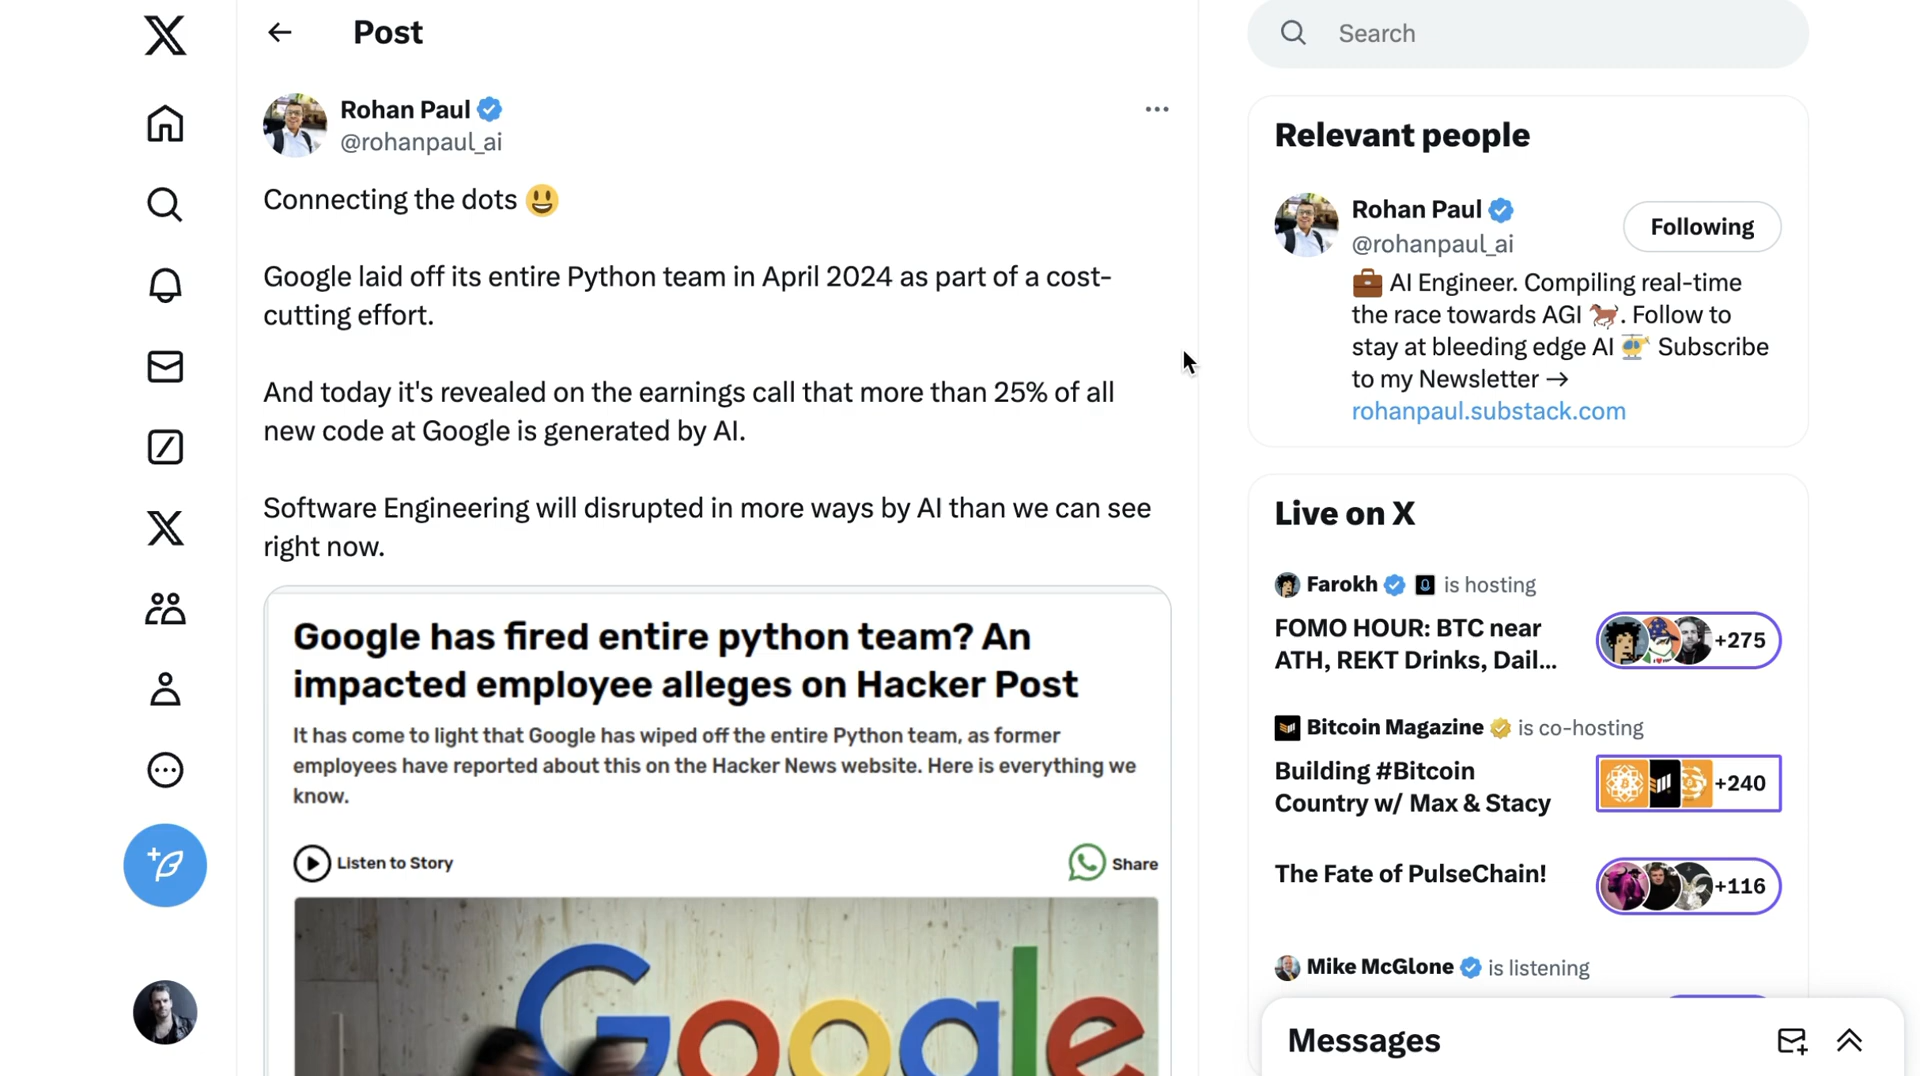 Post
Search
Rohan Paul
@rohanpaul_ai
Connecting the dots 😃
Google laid off its entire Python team in April 2024 as part of a cost-
cutting effort.
And today it's revealed on the earnings call that more than 25% of all
new code at Google is generated by AI.
Software Engineering will disrupted in more ways by AI than we can see
right now.
Google has fired entire python team? An
impacted employee alleges on Hacker Post
It has come to light that Google has wiped off the entire Python team, as former
employees have reported about this on the Hacker News website. Here is everything we
know.
Listen to Story
Share
Google
Relevant people
Rohan Paul
@rohanpaul_ai
Following
💼 AI Engineer. Compiling real-time
the race towards AGI 🐎. Follow to
stay at bleeding edge AI 🚁 Subscribe
to my Newsletter →
rohanpaul.substack.com
Live on X
Farokh is hosting
FOMO HOUR: BTC near
ATH, REKT Drinks, Dail...
+275
Bitcoin Magazine is co-hosting
Building #Bitcoin
Country w/ Max & Stacy
+240
The Fate of PulseChain!
+116
Mike McGlone is listening
Messages